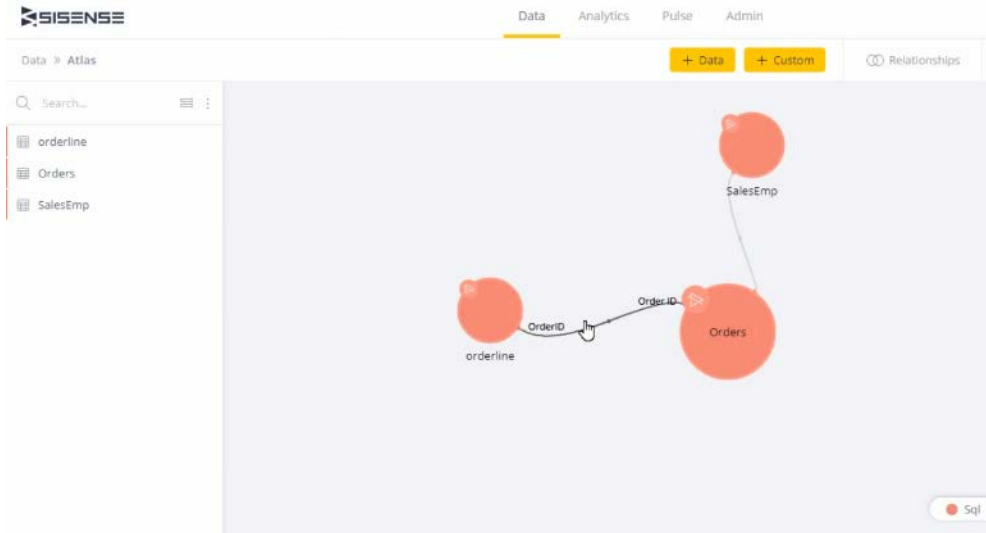 SISENSE
Data Analytics Pulse Admin
Data » Atlas
+ Data + Custom Relationships
Search...
orderline
Orders
SalesEmp
SalesEmp
Order ID
OrderID
Orders
orderline
Sql